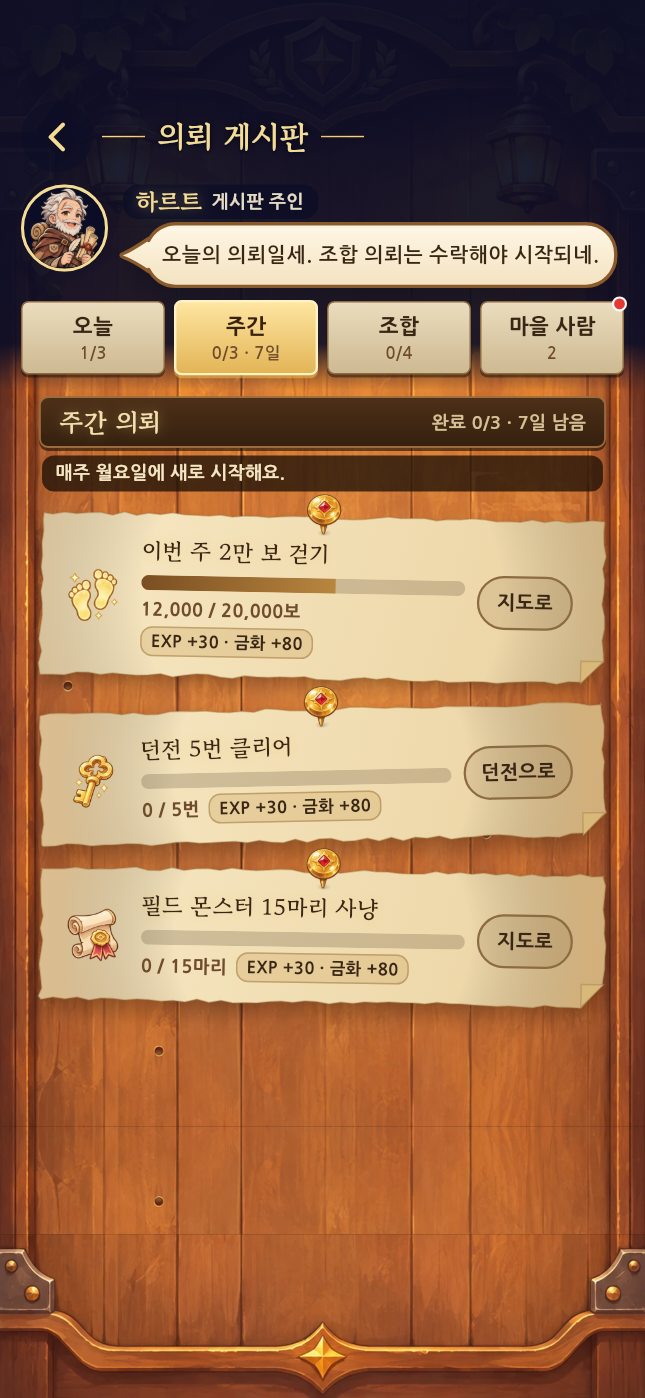 의뢰 게시판
하르트 게시판 주인
오늘의 의뢰일세. 조합 의뢰는 수락해야 시작되네.
오늘
1/3
주간
0/3 · 7일
조합
0/4
마을 사람
2
주간 의뢰
완료 0/3 · 7일 남음
매주 월요일에 새로 시작해요.
이번 주 2만 보 걷기
12,000 / 20,000보
EXP +30 · 금화 +80
지도로
던전 5번 클리어
0 / 5번
EXP +30 · 금화 +80
던전으로
필드 몬스터 15마리 사냥
0 / 15마리
EXP +30 · 금화 +80
지도로